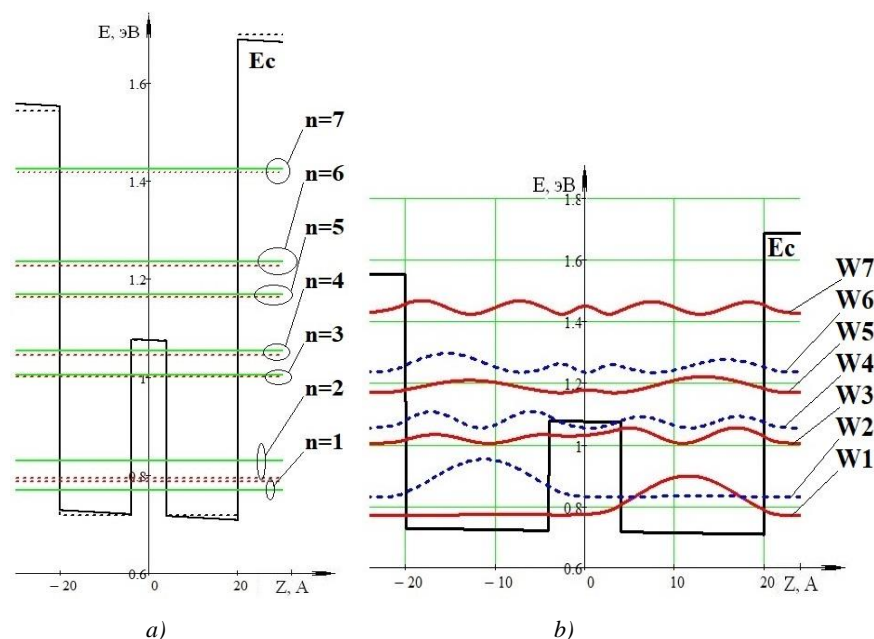 E, эВ
Ec
1.6
n=7
n=6
1.4
n=5
n=4
1.2
n=3
n=2
1
n=1
0.8
0.6
−20
0
20
Z, A
a)
E, эВ
1.8
Ec
1.6
W7
W6
1.4
W5
W4
1.2
W3
W2
1
W1
0.8
0.6
−20
−10
0
10
20
Z, A
b)